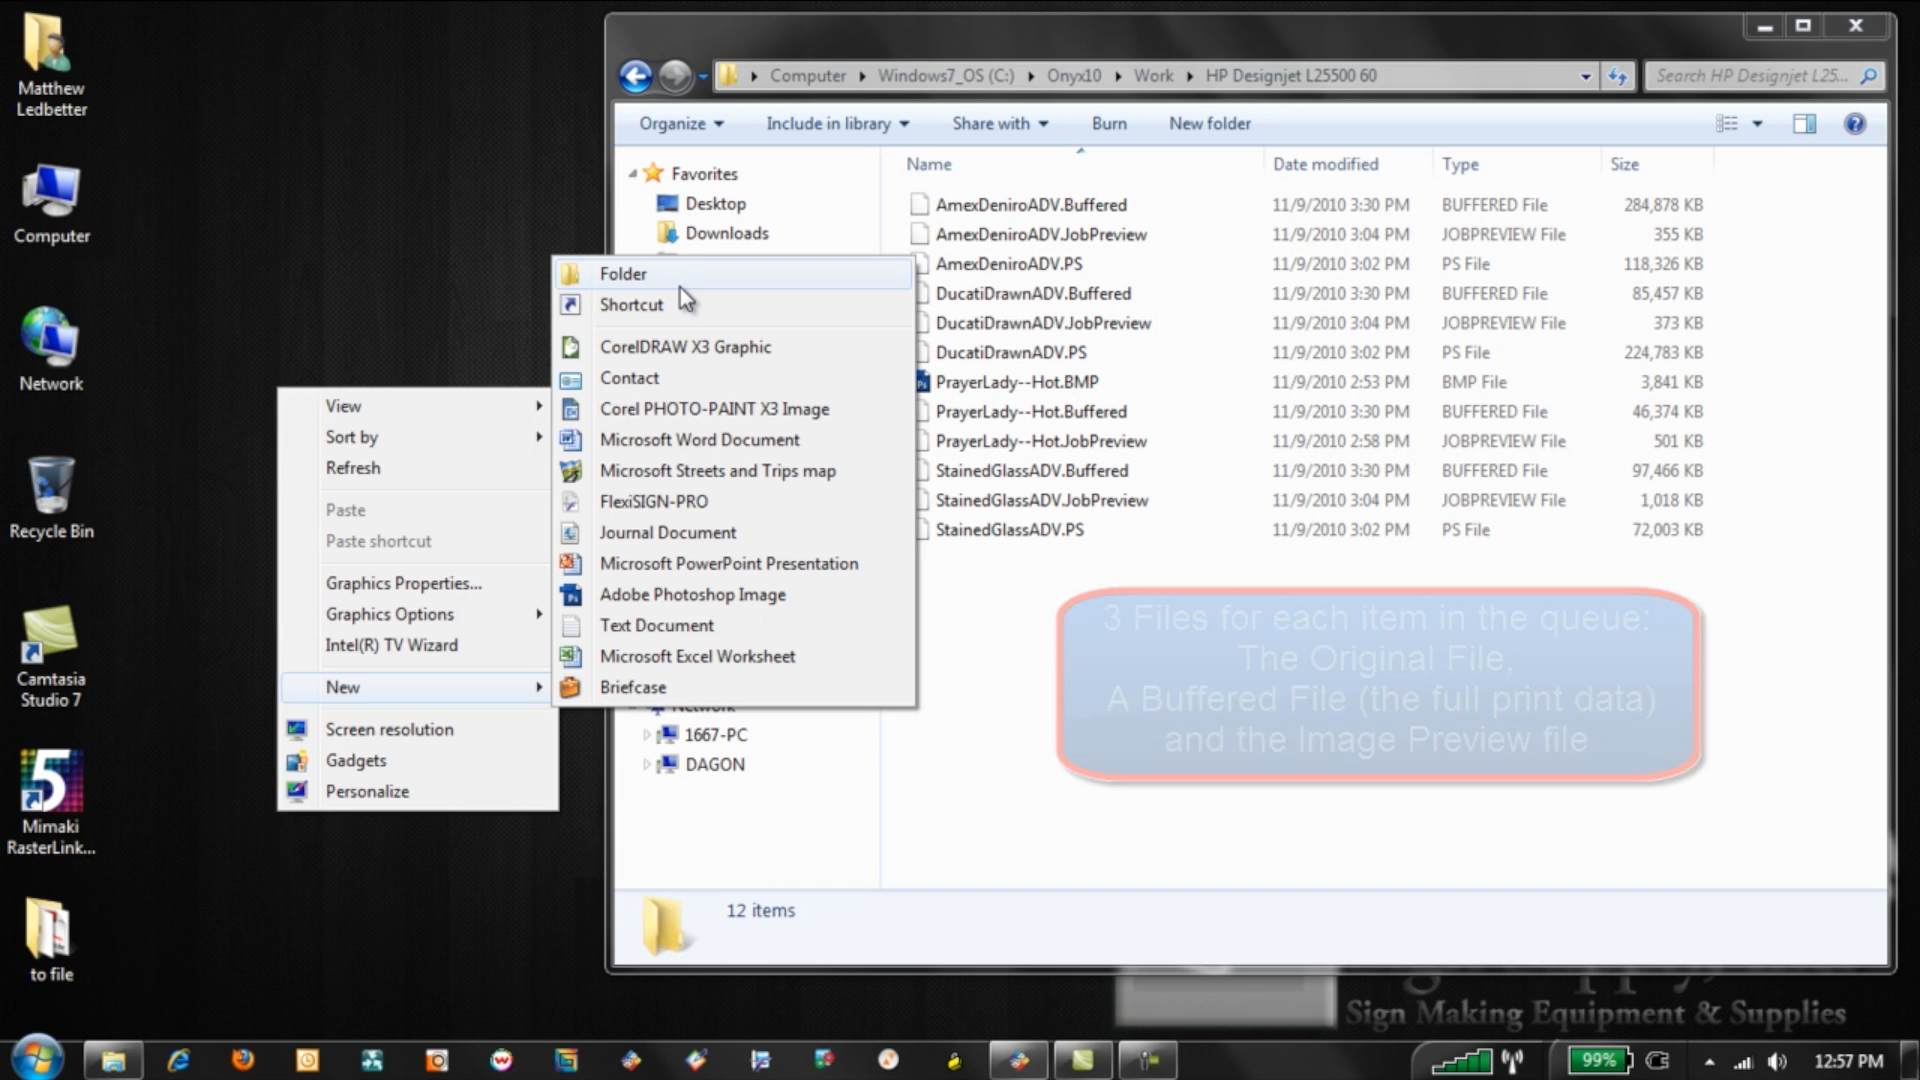 Matthew
Ledbetter
Computer
Network
Recycle Bin
Camtasia
Studio 7
Mimaki
RasterLink...
to file
Computer
Windows7_OS (C:)
Onyx10
Work
HP Designjet L25500 60
Search HP Designjet L25...
Organize
Include in library
Share with
Burn
New folder
Favorites
Desktop
Downloads
Name
Date modified
Type
Size
AmexDeniroADV.Buffered 11/9/2010 3:30 PM BUFFERED File 284,878 KB
AmexDeniroADV.JobPreview 11/9/2010 3:04 PM JOBPREVIEW File 355 KB
AmexDeniroADV.PS 11/9/2010 3:02 PM PS File 118,326 KB
DucatiDrawnADV.Buffered 11/9/2010 3:30 PM BUFFERED File 85,457 KB
DucatiDrawnADV.JobPreview 11/9/2010 3:04 PM JOBPREVIEW File 373 KB
DucatiDrawnADV.PS 11/9/2010 3:02 PM PS File 224,783 KB
PrayerLady--Hot.BMP 11/9/2010 2:53 PM BMP File 3,841 KB
PrayerLady--Hot.Buffered 11/9/2010 3:30 PM BUFFERED File 46,374 KB
PrayerLady--Hot.JobPreview 11/9/2010 2:58 PM JOBPREVIEW File 501 KB
StainedGlassADV.Buffered 11/9/2010 3:30 PM BUFFERED File 97,466 KB
StainedGlassADV.JobPreview 11/9/2010 3:04 PM JOBPREVIEW File 1,018 KB
StainedGlassADV.PS 11/9/2010 3:02 PM PS File 72,003 KB
View
Sort by
Refresh
Paste
Paste shortcut
Graphics Properties...
Graphics Options
Intel(R) TV Wizard
New
Screen resolution
Gadgets
Personalize
Folder
Shortcut
CorelDRAW X3 Graphic
Contact
Corel PHOTO-PAINT X3 Image
Microsoft Word Document
Microsoft Streets and Trips map
FlexiSIGN-PRO
Journal Document
Microsoft PowerPoint Presentation
Adobe Photoshop Image
Text Document
Microsoft Excel Worksheet
Briefcase
Network
1667-PC
DAGON
3 Files for each item in the queue:
The Original File,
A Buffered File (the full print data)
and the Image Preview file
12 items
Sign Making Equipment & Supplies
99%
12:57 PM